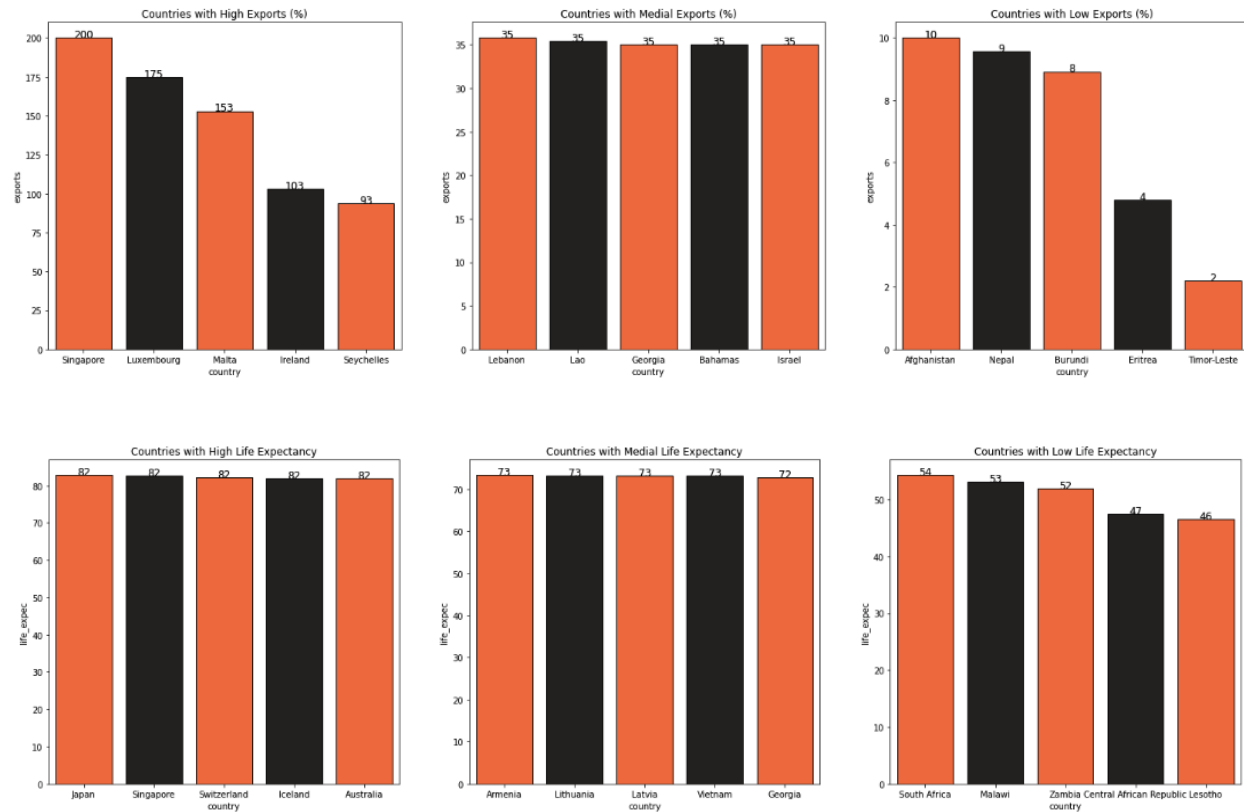 Countries with High Exports (%)
200
175
153
103
93
200
175
150
125
100
75
50
25
0
exports
Singapore Luxembourg Malta Ireland Seychelles
country
Countries with Medial Exports (%)
35 35 35 35 35
35
30
25
20
15
10
5
0
exports
Lebanon Lao Georgia Bahamas Israel
country
Countries with Low Exports (%)
10
9
8
4
2
10
8
6
4
2
0
exports
Afghanistan Nepal Burundi Eritrea Timor-Leste
country
Countries with High Life Expectancy
82 82 82 82 82
80
70
60
50
40
30
20
10
0
life_expec
Japan Singapore Switzerland Iceland Australia
country
Countries with Medial Life Expectancy
73 73 73 73 72
70
60
50
40
30
20
10
0
life_expec
Armenia Lithuania Latvia Vietnam Georgia
country
Countries with Low Life Expectancy
54 53 52 47 46
50
40
30
20
10
0
life_expec
South Africa Malawi Zambia Central African Republic Lesotho
country